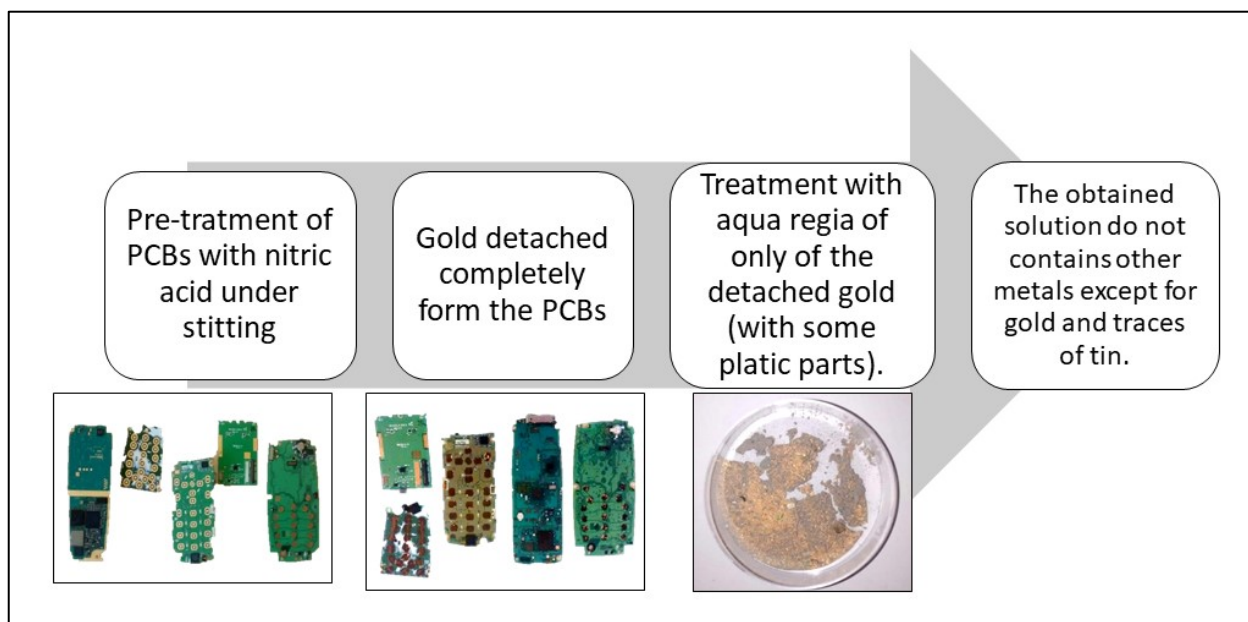 Pre-tratment of
PCBs with nitric
acid under
stitting
Gold detached
completely
form the PCBs
Treatment with
aqua regia of
only of the
detached gold
(with some
platic parts).
The obtained
solution do not
contains other
metals except for
gold and traces
of tin.